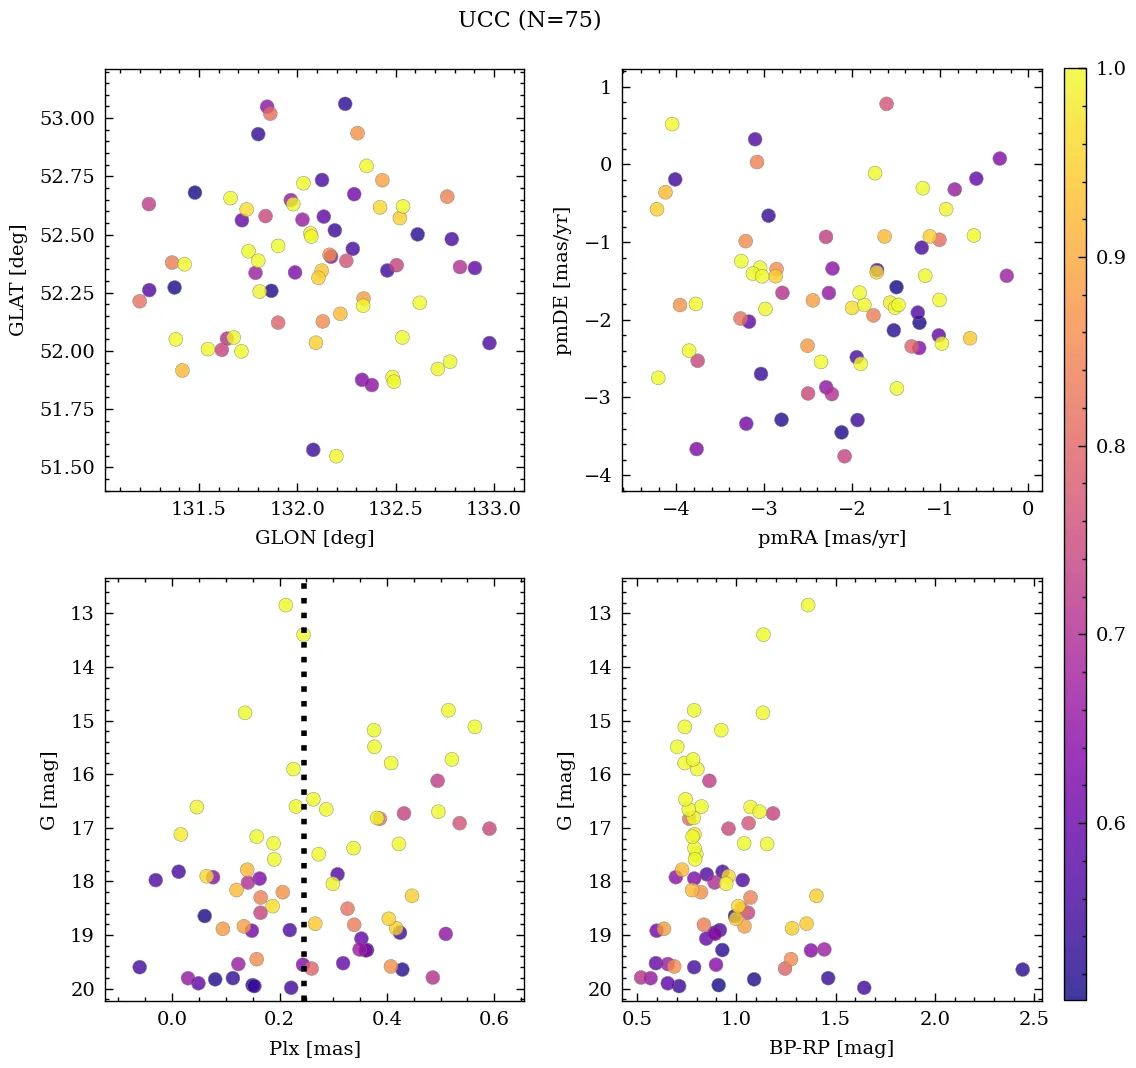 UCC (N=75)
53.00
52.75
52.50
52.25
52.00
51.75
51.50
GLAT [deg]
131.5 132.0 132.5 133.0
GLON [deg]
1
0
−1
−2
−3
−4
pmDE [mas/yr]
−4 −3 −2 −1 0
pmRA [mas/yr]
1.0
0.9
0.8
0.7
0.6
13
14
15
16
17
18
19
20
G [mag]
0.0 0.2 0.4 0.6
Plx [mas]
13
14
15
16
17
18
19
20
G [mag]
0.5 1.0 1.5 2.0 2.5
BP-RP [mag]